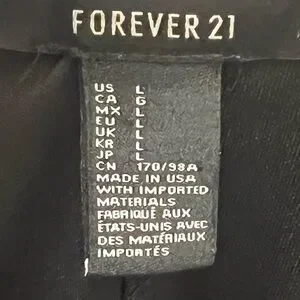 FOREVER 21
US L
CA G
MX L
EU L
UK L
KR L
JP L
CN 170/98A
MADE IN USA
WITH IMPORTED
MATERIALS
FABRIQUÉ AUX
ÉTATS-UNIS AVEC
DES MATÉRIAUX
IMPORTÉS